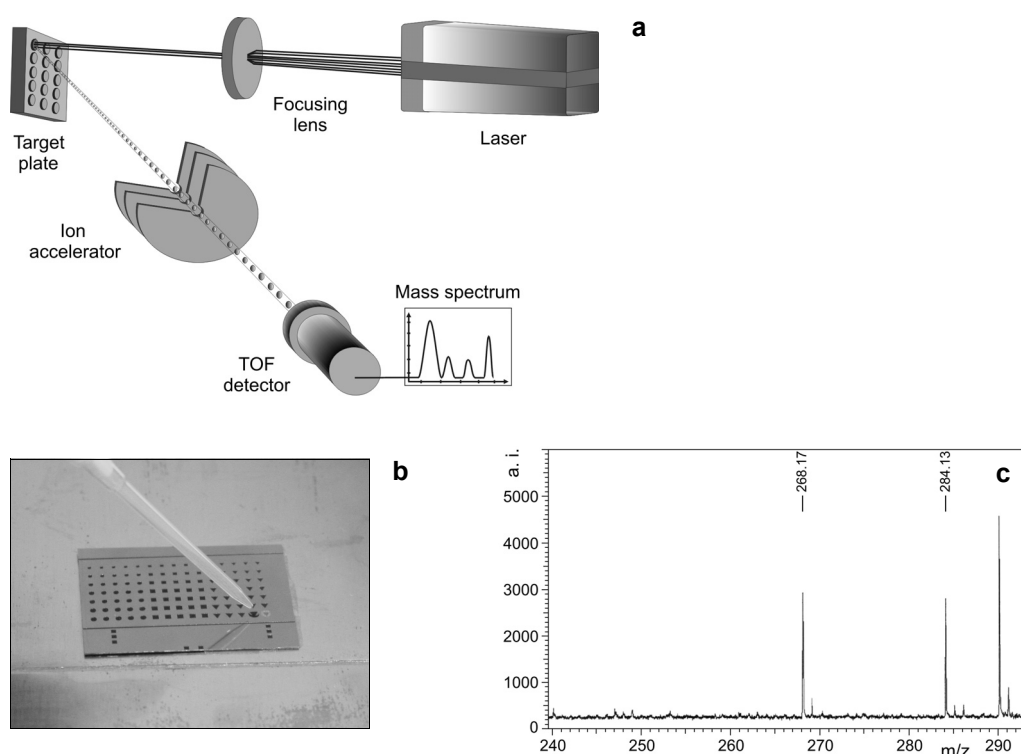 a
Focusing
lens
Laser
Target
plate
Ion
accelerator
Mass spectrum
TOF
detector
b
c
a. i.
268.17
284.13
5000
4000
3000
2000
1000
0
240
250
260
270
280
290
m/z